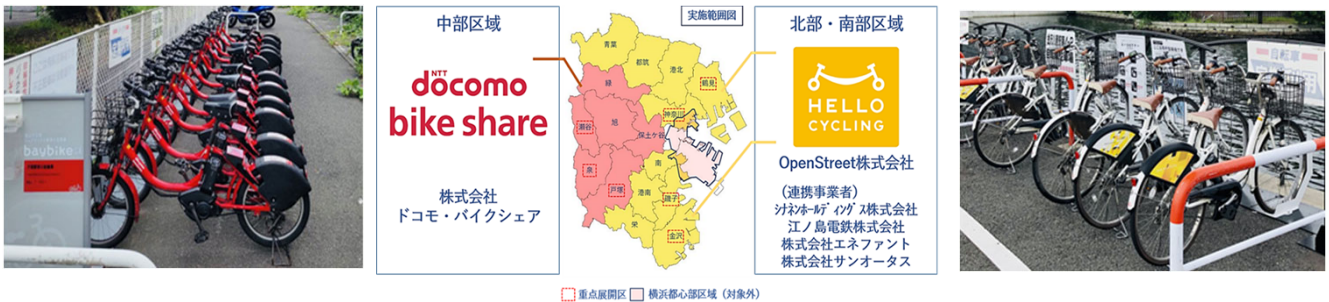 baybike
中部区域
NTT
docomo
bike share
株式会社
ドコモ・バイクシェア
実施範囲図
青葉
都筑
港北
緑
鶴見
神奈川
瀬谷
旭
保土ケ谷
泉
戸塚
南
港南
磯子
栄
金沢
重点展開区
横浜都心部区域（対象外）
北部・南部区域
HELLO
CYCLING
OpenStreet株式会社
（連携事業者）
ｼﾅﾈﾝﾎｰﾙﾃﾞｨﾝｸﾞｽ株式会社
江ノ島電鉄株式会社
株式会社エネファント
株式会社サンオータス
自転車